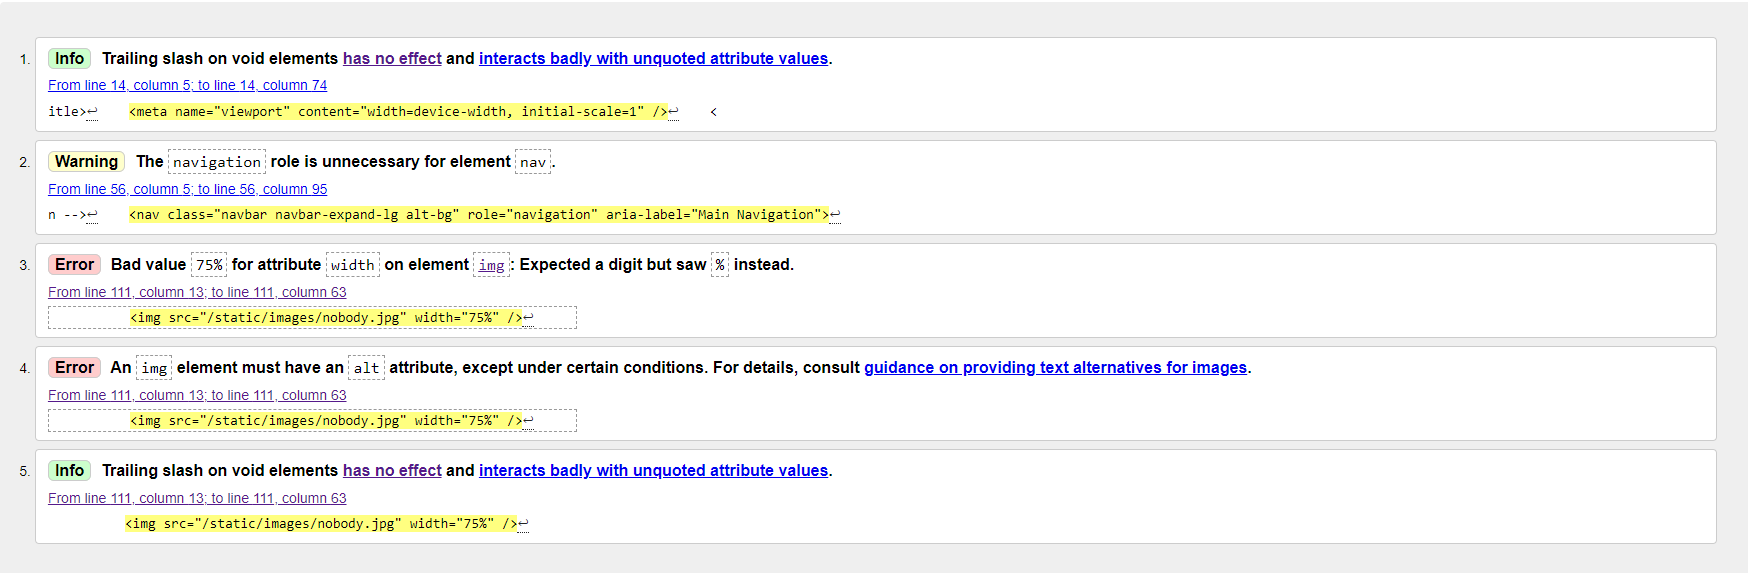 1. Info Trailing slash on void elements has no effect and interacts badly with unquoted attribute values.
From line 14, column 5; to line 14, column 74
itle>↩    <meta name="viewport" content="width=device-width, initial-scale=1" />↩    <
2. Warning The navigation role is unnecessary for element nav.
From line 56, column 5; to line 56, column 95
n -->↩    <nav class="navbar navbar-expand-lg alt-bg" role="navigation" aria-label="Main Navigation">↩
3. Error Bad value 75% for attribute width on element img: Expected a digit but saw % instead.
From line 111, column 13; to line 111, column 63
<img src="/static/images/nobody.jpg" width="75%" />↩
4. Error An img element must have an alt attribute, except under certain conditions. For details, consult guidance on providing text alternatives for images.
From line 111, column 13; to line 111, column 63
<img src="/static/images/nobody.jpg" width="75%" />↩
5. Info Trailing slash on void elements has no effect and interacts badly with unquoted attribute values.
From line 111, column 13; to line 111, column 63
<img src="/static/images/nobody.jpg" width="75%" />↩